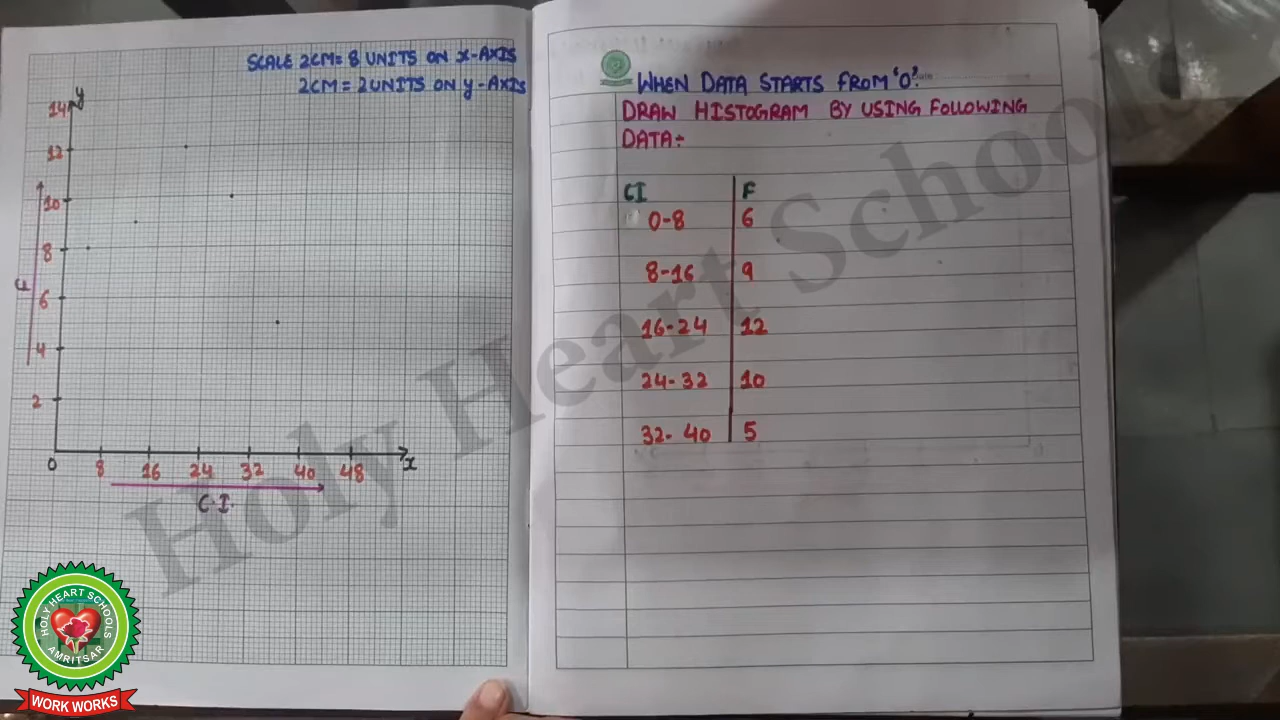 SCALE 2CM= 8 UNITS ON X-AXIS
2CM = 2UNITS ON Y-AXIS
y
14
12
10
8
6
4
2
F
0
8 16 24 32 40 48 x
C.I.
WHEN DATA STARTS FROM '0'.
DRAW HISTOGRAM BY USING FOLLOWING
DATA÷
CI F
0-8 6
8-16 9
16-24 12
24-32 10
32-40 5
Holy Heart Schools
HOLY HEART SCHOOLS
AMRITSAR
WORK WORKS